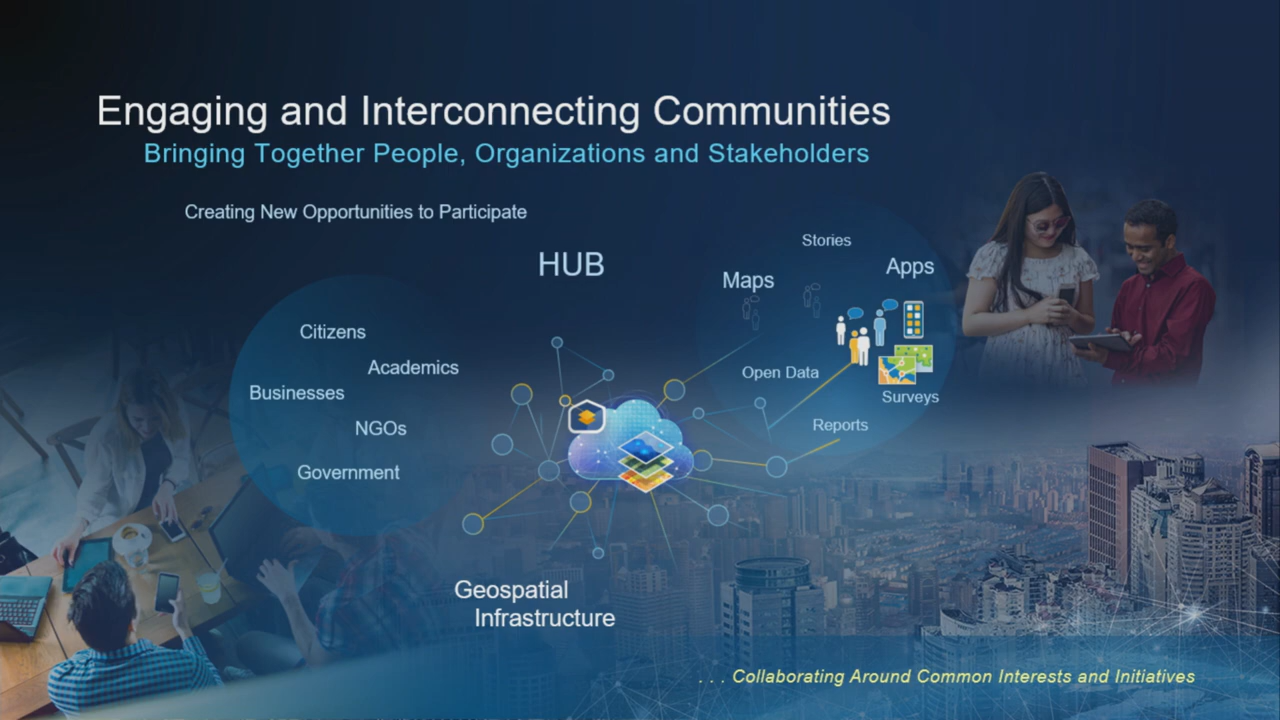 Engaging and Interconnecting Communities
Bringing Together People, Organizations and Stakeholders
Creating New Opportunities to Participate
HUB
Stories
Maps
Apps
Citizens
Academics
Businesses
NGOs
Government
Open Data
Surveys
Reports
Geospatial
Infrastructure
. . . Collaborating Around Common Interests and Initiatives